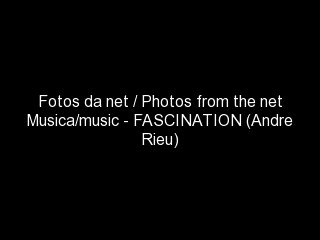 Fotos da net / Photos from the net
Musica/music - FASCINATION (Andre
Rieu)